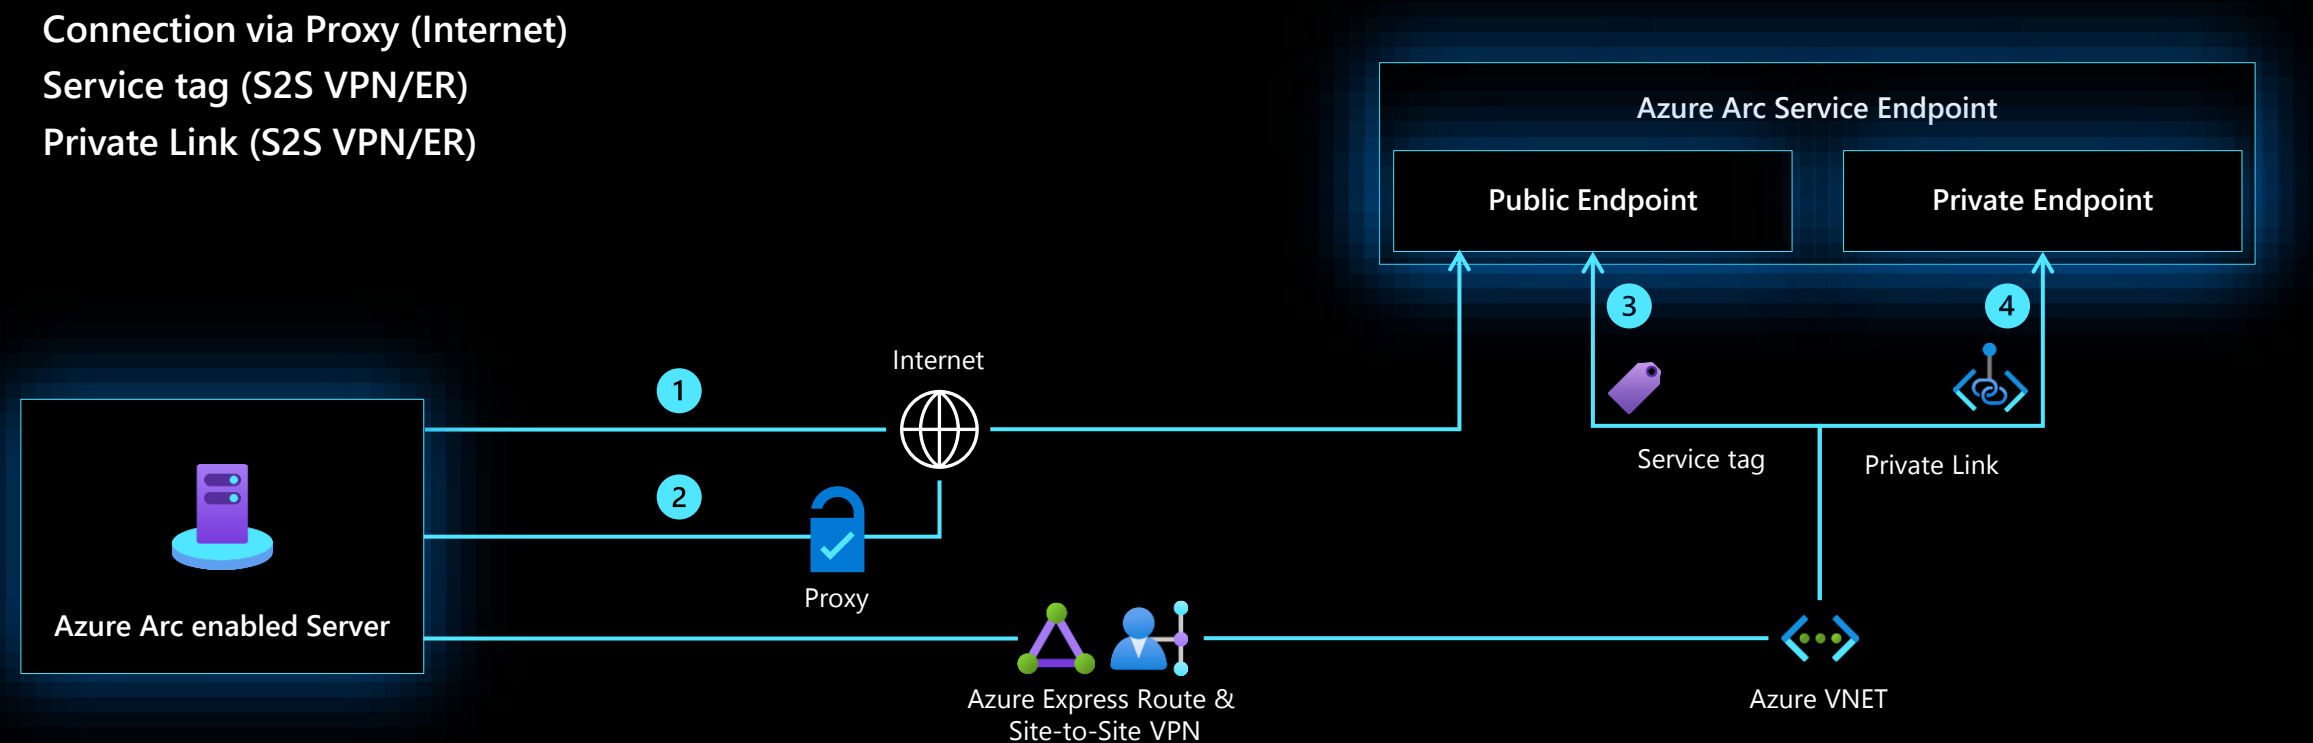 Connection via Proxy (Internet)
Service tag (S2S VPN/ER)
Private Link (S2S VPN/ER)
Azure Arc Service Endpoint
Public Endpoint
Private Endpoint
3
4
Internet
1
Service tag
Private Link
2
Proxy
Azure Arc enabled Server
Azure Express Route &
Site-to-Site VPN
Azure VNET